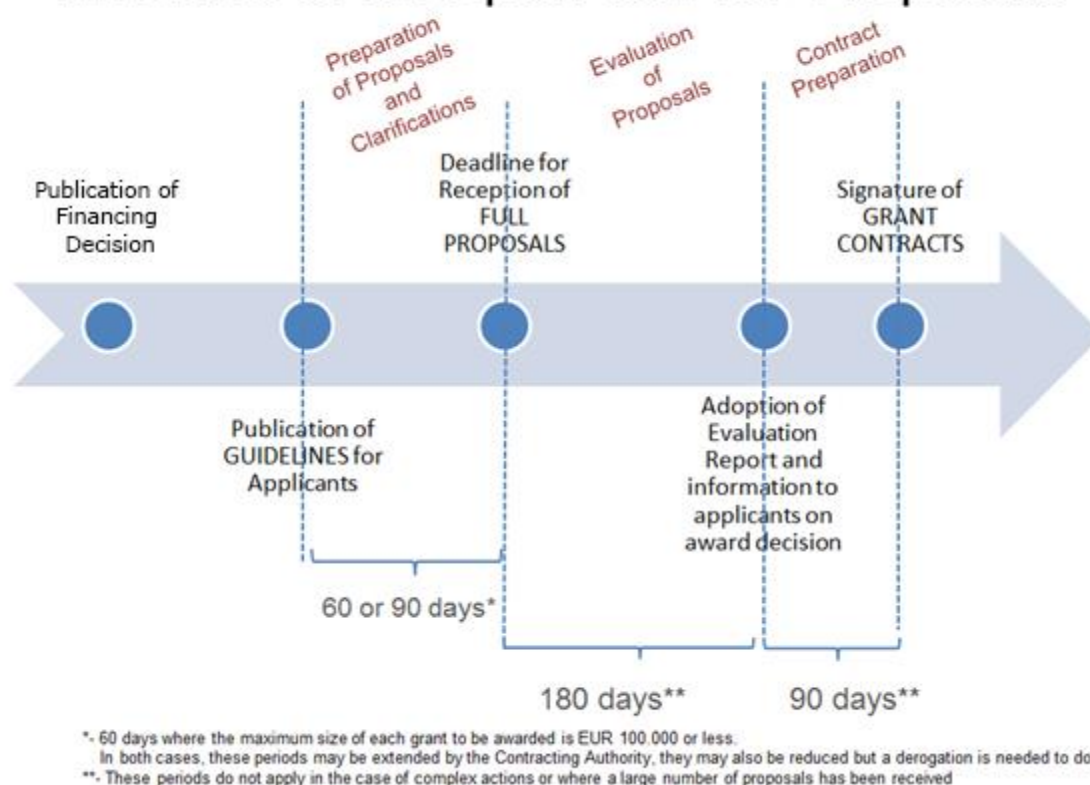 Preparation
of Proposals
and
Clarifications
Evaluation
of
Proposals
Contract
Preparation
Publication of
Financing
Decision
Deadline for
Reception of
FULL
PROPOSALS
Signature of
GRANT
CONTRACTS
Publication of
GUIDELINES for
Applicants
Adoption of
Evaluation
Report and
information to
applicants on
award decision
60 or 90 days*
180 days**
90 days**
*- 60 days where the maximum size of each grant to be awarded is EUR 100.000 or less.
In both cases, these periods may be extended by the Contracting Authority, they may also be reduced but a derogation is needed to do
**- These periods do not apply in the case of complex actions or where a large number of proposals has been received